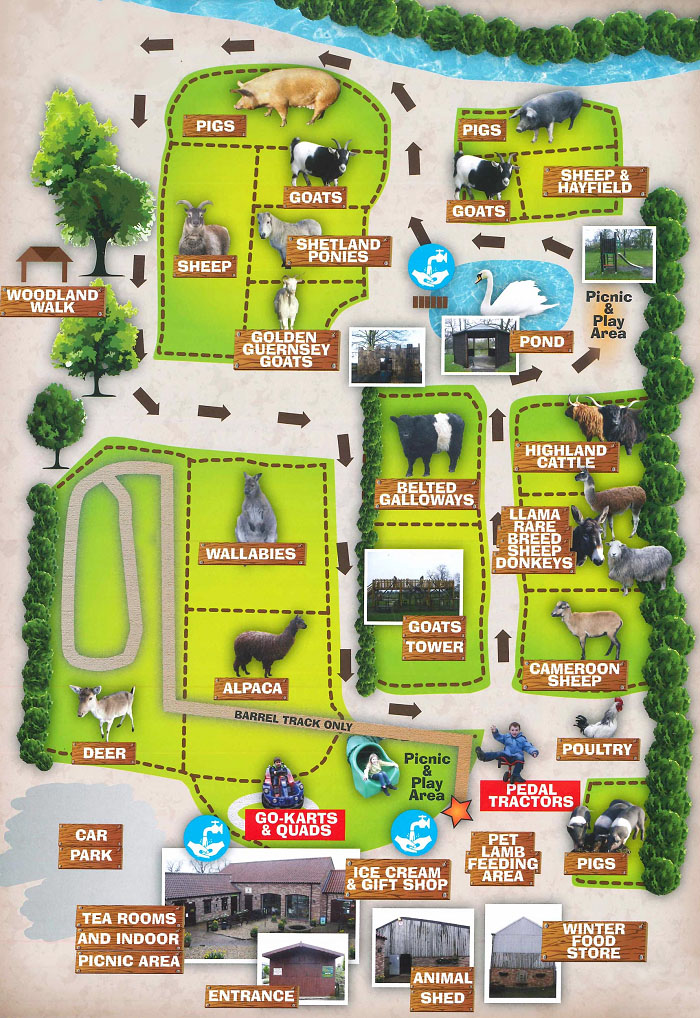 PIGS
GOATS
SHEEP
SHETLAND
PONIES
GOLDEN
GUERNSEY
GOATS
PIGS
GOATS
SHEEP &
HAYFIELD
WOODLAND
WALK
Picnic
&
Play
Area
POND
BELTED
GALLOWAYS
HIGHLAND
CATTLE
LLAMA
RARE
BREED
SHEEP
DONKEYS
GOATS
TOWER
CAMEROON
SHEEP
WALLABIES
ALPACA
DEER
BARREL TRACK ONLY
Picnic
&
Play
Area
POULTRY
PEDAL
TRACTORS
GO-KARTS
& QUADS
PIGS
PET
LAMB
FEEDING
AREA
CAR
PARK
ICE CREAM
& GIFT SHOP
TEA ROOMS
AND INDOOR
PICNIC AREA
ENTRANCE
ANIMAL
SHED
WINTER
FOOD
STORE